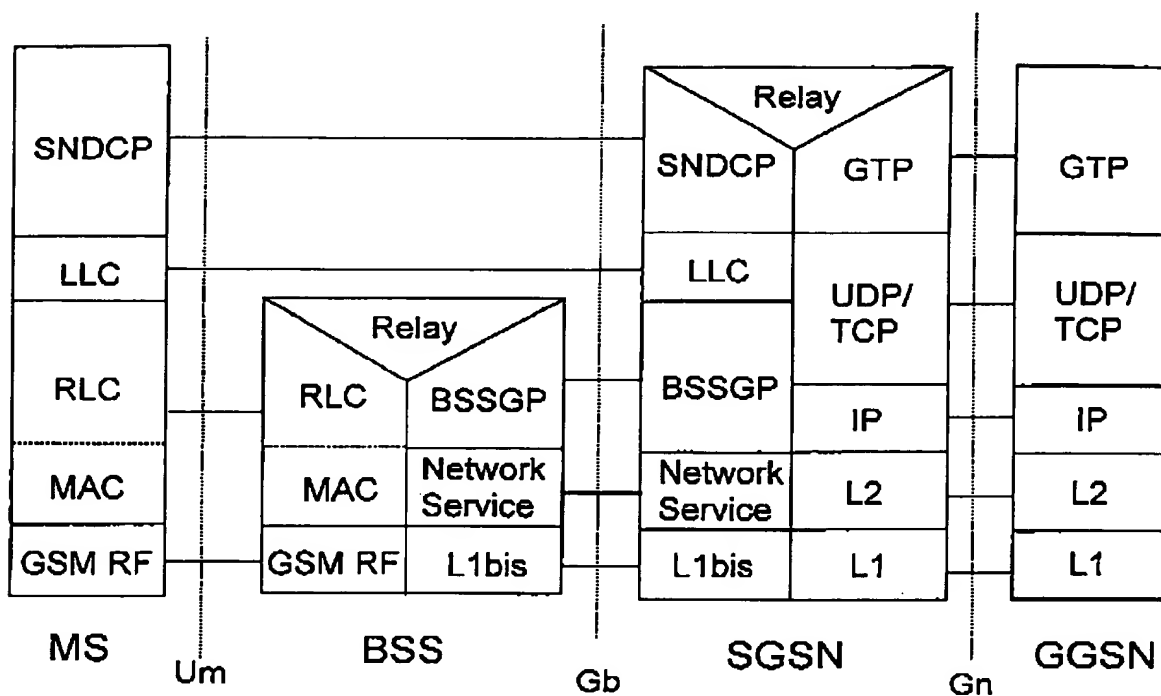 SNDCP
LLC
RLC
MAC
GSM RF
MS
Um
Relay
RLC
BSSGP
MAC
Network
Service
GSM RF
L1bis
BSS
Gb
Relay
SNDCP
GTP
LLC
UDP/
TCP
BSSGP
IP
Network
Service
L2
L1bis
L1
SGSN
Gn
GTP
UDP/
TCP
IP
L2
L1
GGSN